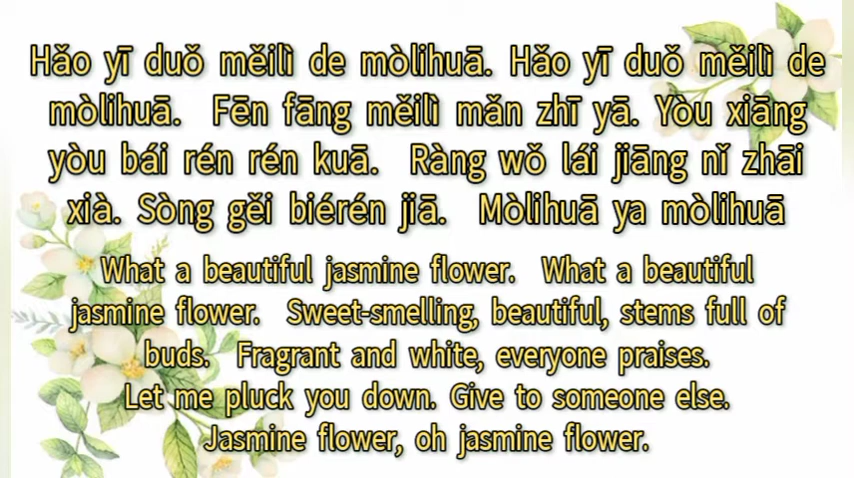 Hǎo yī duǒ měilì de mòlihuā. Hǎo yī duǒ měilì de
mòlihuā. Fēn fāng měilì mǎn zhī yā. Yòu xiāng
yòu bái rén rén kuā. Ràng wǒ lái jiāng nǐ zhāi
xià. Sòng gěi biérén jiā. Mòlihuā ya mòlihuā
What a beautiful jasmine flower. What a beautiful
jasmine flower. Sweet-smelling, beautiful, stems full of
buds. Fragrant and white, everyone praises.
Let me pluck you down. Give to someone else.
Jasmine flower, oh jasmine flower.